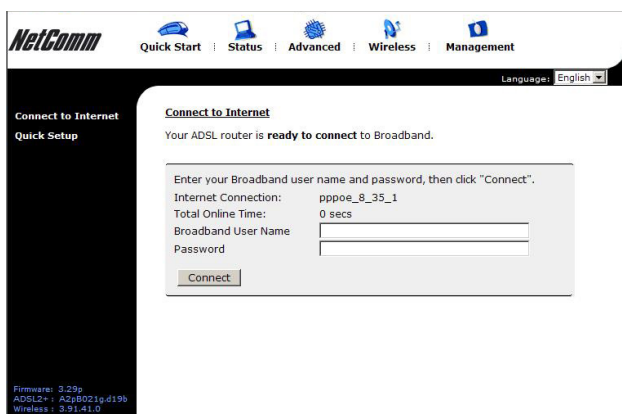 NetComm
Quick Start
Status
Advanced
Wireless
Management
Language: English
Connect to Internet
Quick Setup
Connect to Internet
Your ADSL router is ready to connect to Broadband.
Enter your Broadband user name and password, then click "Connect".
Internet Connection: pppoe_8_35_1
Total Online Time: 0 secs
Broadband User Name
Password
Connect
Firmware: 3.29p
ADSL2+ : A2pB021g.d19b
Wireless : 3.91.41.0